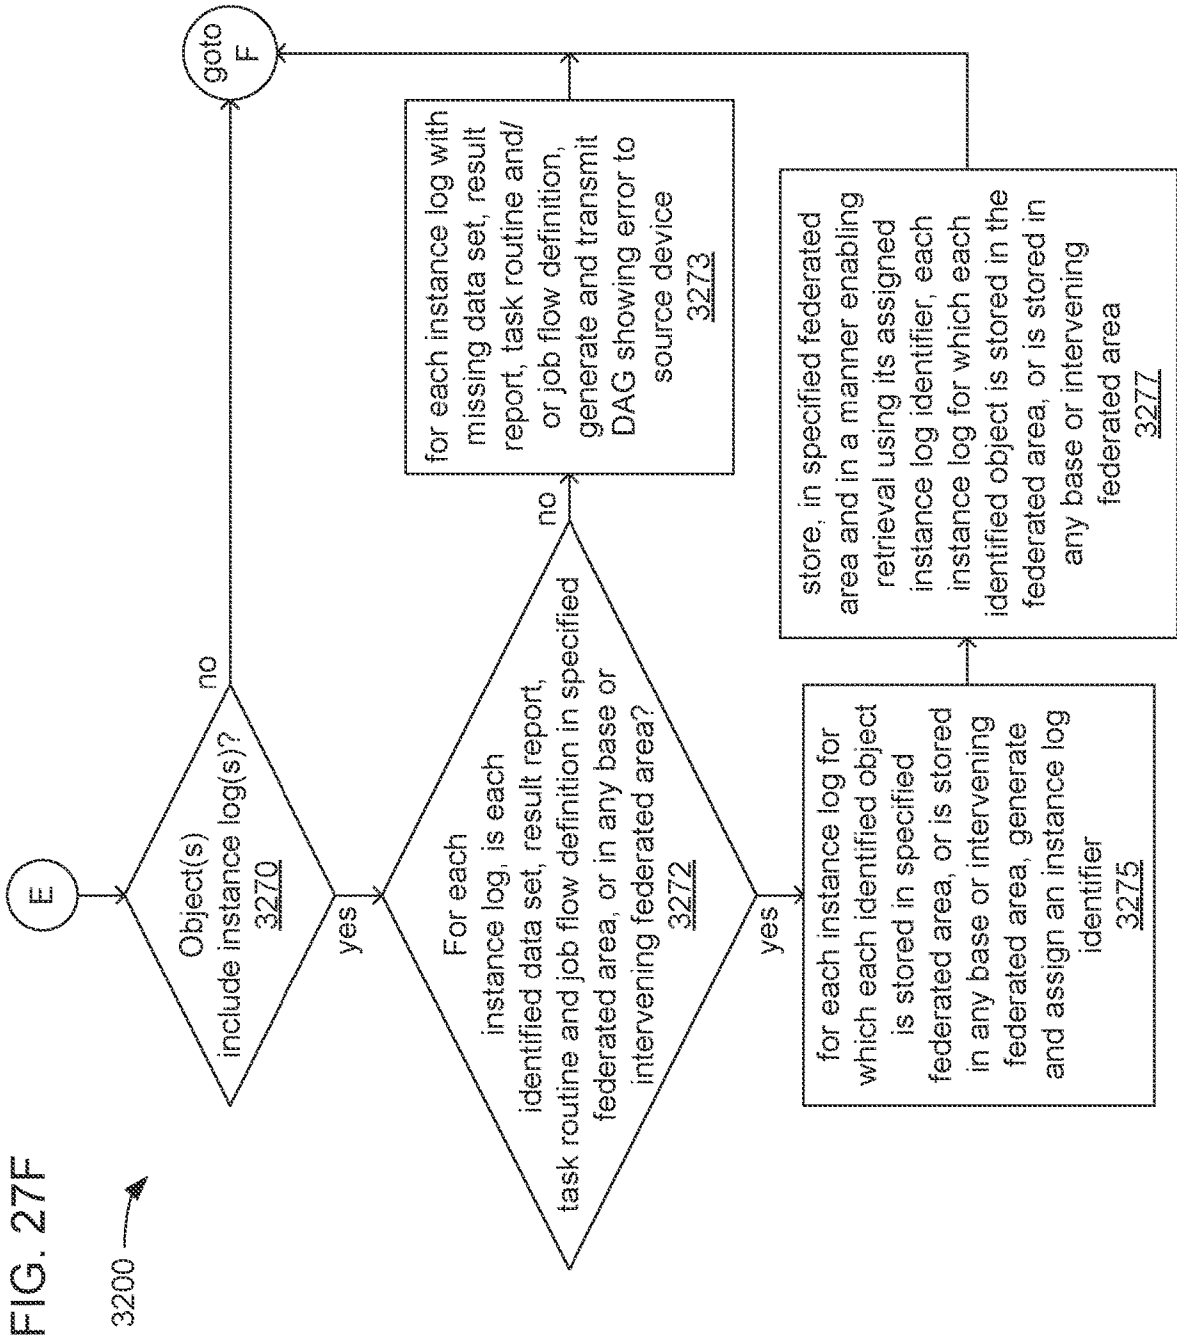 FIG. 27F
3200
E
Object(s)
include instance log(s)?
3270
no
goto
F
yes
For each
instance log, is each
identified data set, result report,
task routine and job flow definition in specified
federated area, or in any base or
intervening federated area?
3272
no
for each instance log with
missing data set, result
report, task routine and/
or job flow definition,
generate and transmit
DAG showing error to
source device
3273
yes
for each instance log for
which each identified object
is stored in specified
federated area, or is stored
in any base or intervening
federated area, generate
and assign an instance log
identifier
3275
store, in specified federated
area and in a manner enabling
retrieval using its assigned
instance log identifier, each
instance log for which each
identified object is stored in the
federated area, or is stored in
any base or intervening
federated area
3277